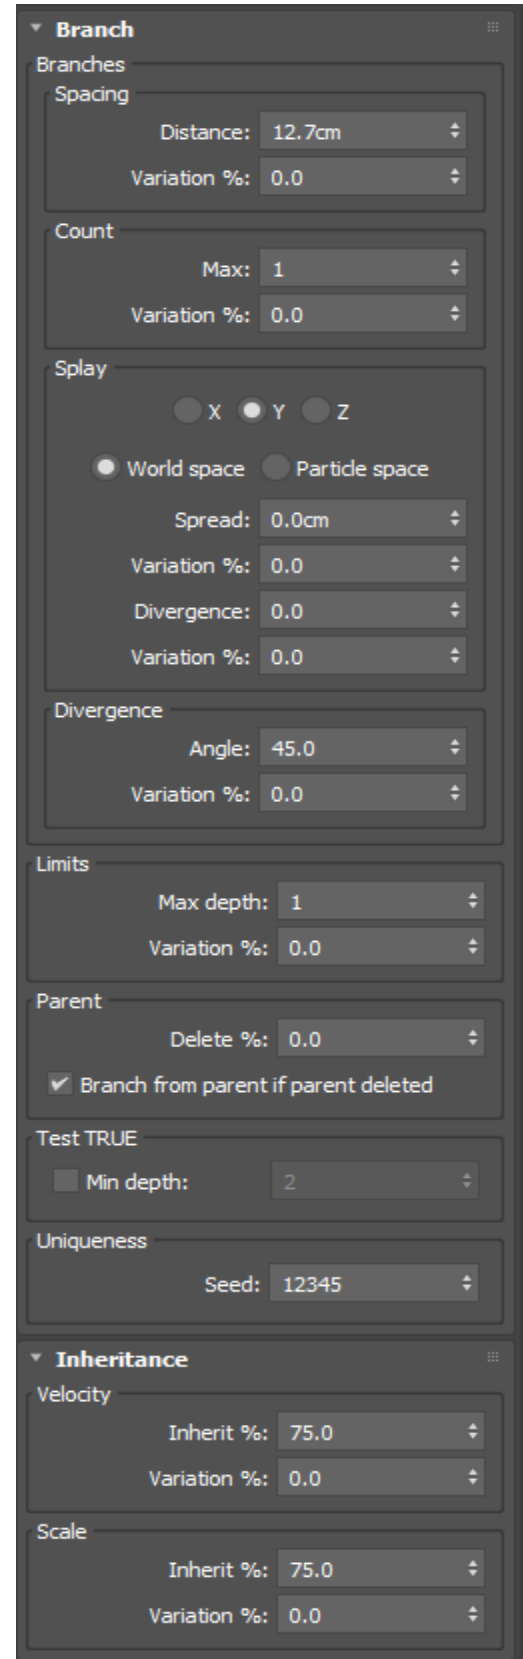 Branch
Branches
Spacing
Distance: 12.7cm
Variation %: 0.0
Count
Max: 1
Variation %: 0.0
Splay
X Y Z
World space Particle space
Spread: 0.0cm
Variation %: 0.0
Divergence: 0.0
Variation %: 0.0
Divergence
Angle: 45.0
Variation %: 0.0
Limits
Max depth: 1
Variation %: 0.0
Parent
Delete %: 0.0
Branch from parent if parent deleted
Test TRUE
Min depth: 2
Uniqueness
Seed: 12345
Inheritance
Velocity
Inherit %: 75.0
Variation %: 0.0
Scale
Inherit %: 75.0
Variation %: 0.0